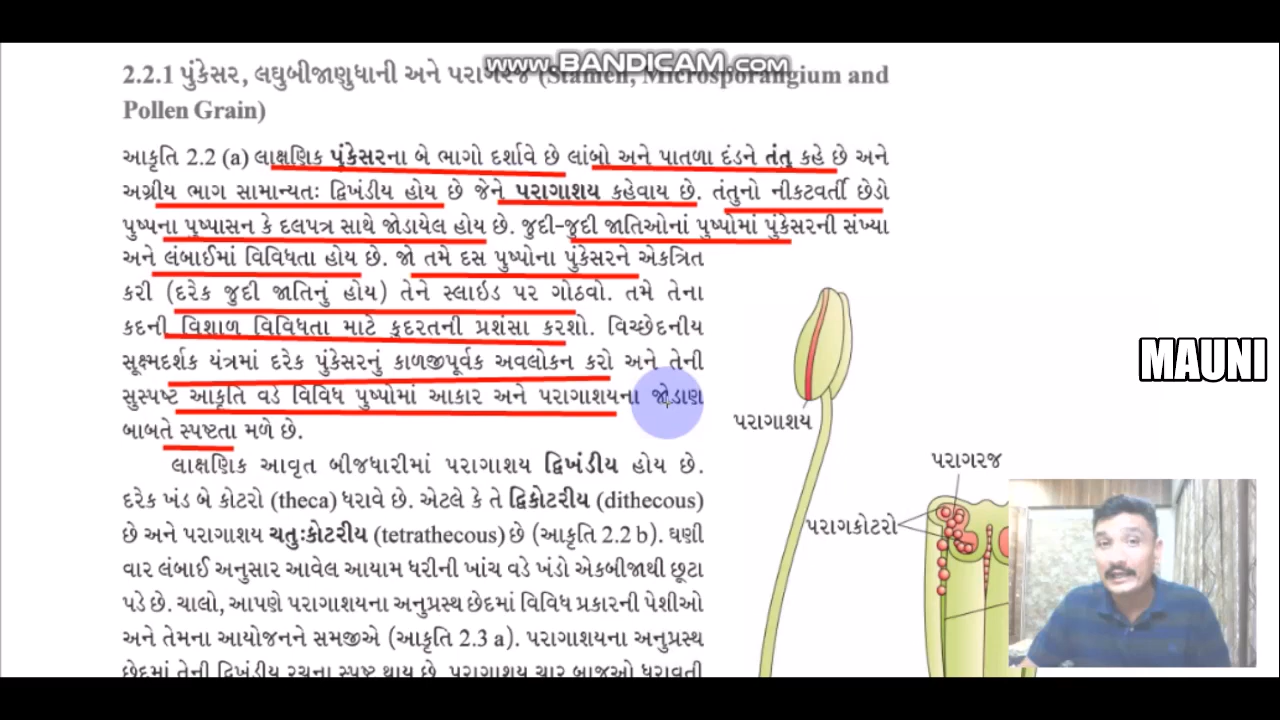 www.BANDICAM.com
2.2.1 પુંકેસર, લઘુબીજાણુધાની અને પરાગરજ (Stamen, Microsporangium and
Pollen Grain)
આકૃતિ 2.2 (a) લાક્ષણિક પુંકેસરના બે ભાગો દર્શાવે છે લાંબો અને પાતળા દંડને તંતુ કહે છે અને
અગ્રીય ભાગ સામાન્યતઃ દ્વિખંડીય હોય છે જેને પરાગાશય કહેવાય છે. તંતુનો નીકટવર્તી છેડો
પુષ્પના પુષ્પાસન કે દલપત્ર સાથે જોડાયેલ હોય છે. જુદી-જુદી જાતિઓનાં પુષ્પોમાં પુંકેસરની સંખ્યા
અને લંબાઈમાં વિવિધતા હોય છે. જો તમે દસ પુષ્પોના પુંકેસરને એકત્રિત
કરી (દરેક જુદી જાતિનું હોય) તેને સ્લાઇડ પર ગોઠવો. તમે તેના
કદની વિશાળ વિવિધતા માટે કુદરતની પ્રશંસા કરશો. વિચ્છેદનીય
સૂક્ષ્મદર્શક યંત્રમાં દરેક પુંકેસરનું કાળજીપૂર્વક અવલોકન કરો અને તેની
સુસ્પષ્ટ આકૃતિ વડે વિવિધ પુષ્પોમાં આકાર અને પરાગાશયના જોડાણ
બાબતે સ્પષ્ટતા મળે છે.
લાક્ષણિક આવૃત બીજધારીમાં પરાગાશય દ્વિખંડીય હોય છે.
દરેક ખંડ બે કોટરો (theca) ધરાવે છે. એટલે કે તે દ્વિકોટરીય (dithecous)
છે અને પરાગાશય ચતુઃકોટરીય (tetrathecous) છે (આકૃતિ 2.2 b). ઘણી
વાર લંબાઈ અનુસાર આવેલ આયામ ધરીની ખાંચ વડે ખંડો એકબીજાથી છૂટા
પડે છે. ચાલો, આપણે પરાગાશયના અનુપ્રસ્થ છેદમાં વિવિધ પ્રકારની પેશીઓ
અને તેમના આયોજનને સમજીએ (આકૃતિ 2.3 a). પરાગાશયના અનુપ્રસ્થ
છેદમાં તેની દ્વિખંડીય રચના સ્પષ્ટ થાય છે. પરાગાશય ચાર બાજુઓ ધરાવતી
પરાગાશય
પરાગરજ
પરાગકોટરો
MAUNI